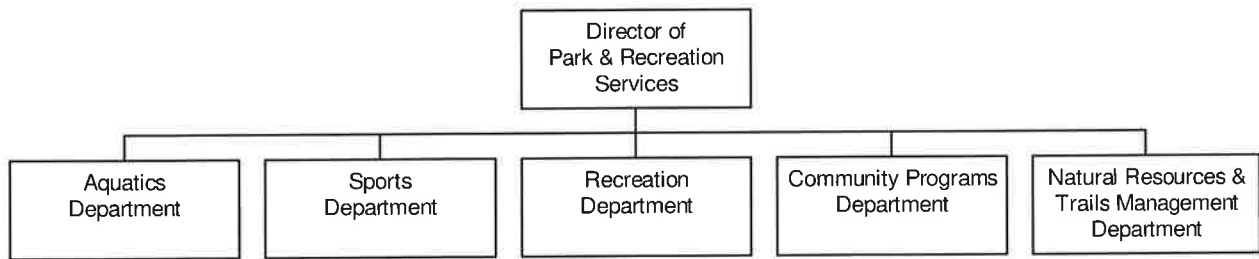 Director of
Park & Recreation
Services
Aquatics
Department
Sports
Department
Recreation
Department
Community Programs
Department
Natural Resources &
Trails Management
Department